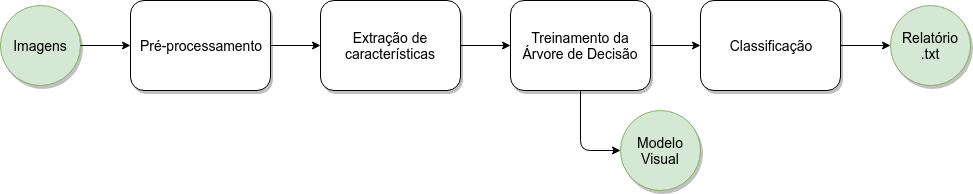 Imagens
Pré-processamento
Extração de
características
Treinamento da
Árvore de Decisão
Classificação
Relatório
.txt
Modelo
Visual